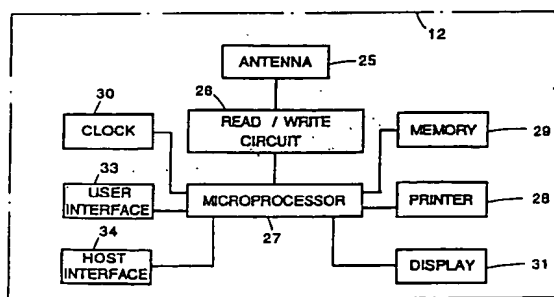 12
ANTENNA
25
26
30
CLOCK
READ / WRITE
CIRCUIT
MEMORY
29
33
USER
INTERFACE
MICROPROCESSOR
27
PRINTER
28
34
HOST
INTERFACE
DISPLAY
31